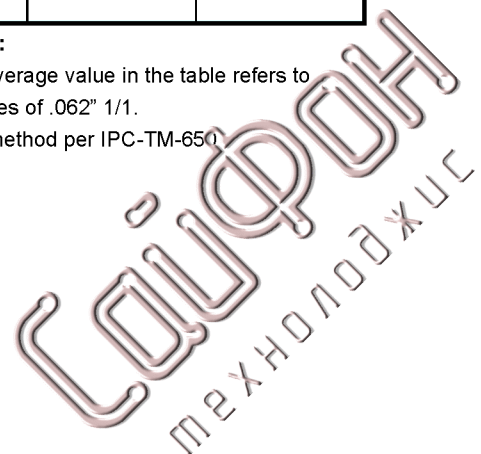 :
verage value in the table refers to
es of .062” 1/1.
nethod per IPC-TM-650
Сайфон
технолоджис